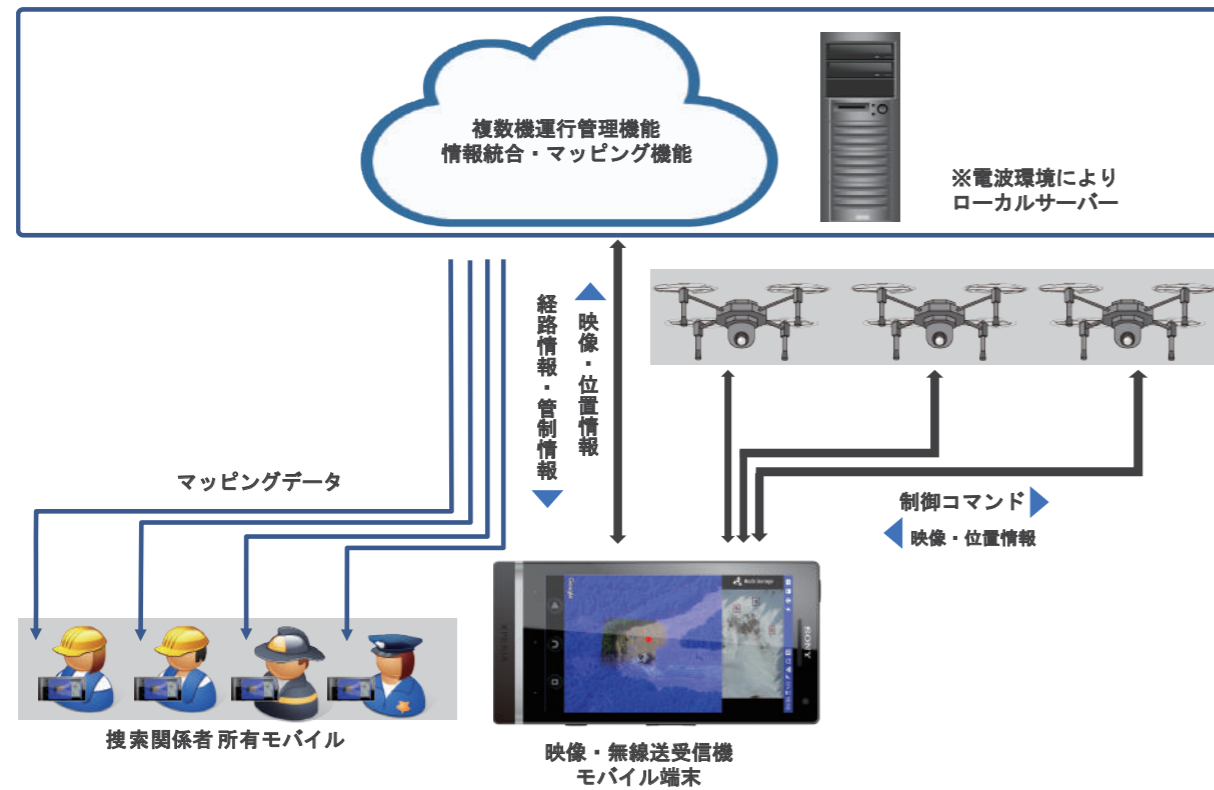 複数機運行管理機能
情報統合・マッピング機能
※電波環境により
ローカルサーバー
経路情報・管制情報
映像・位置情報
マッピングデータ
制御コマンド
映像・位置情報
Google
XPERIA
SONY
捜索関係者所有モバイル
映像・無線送受信機
モバイル端末